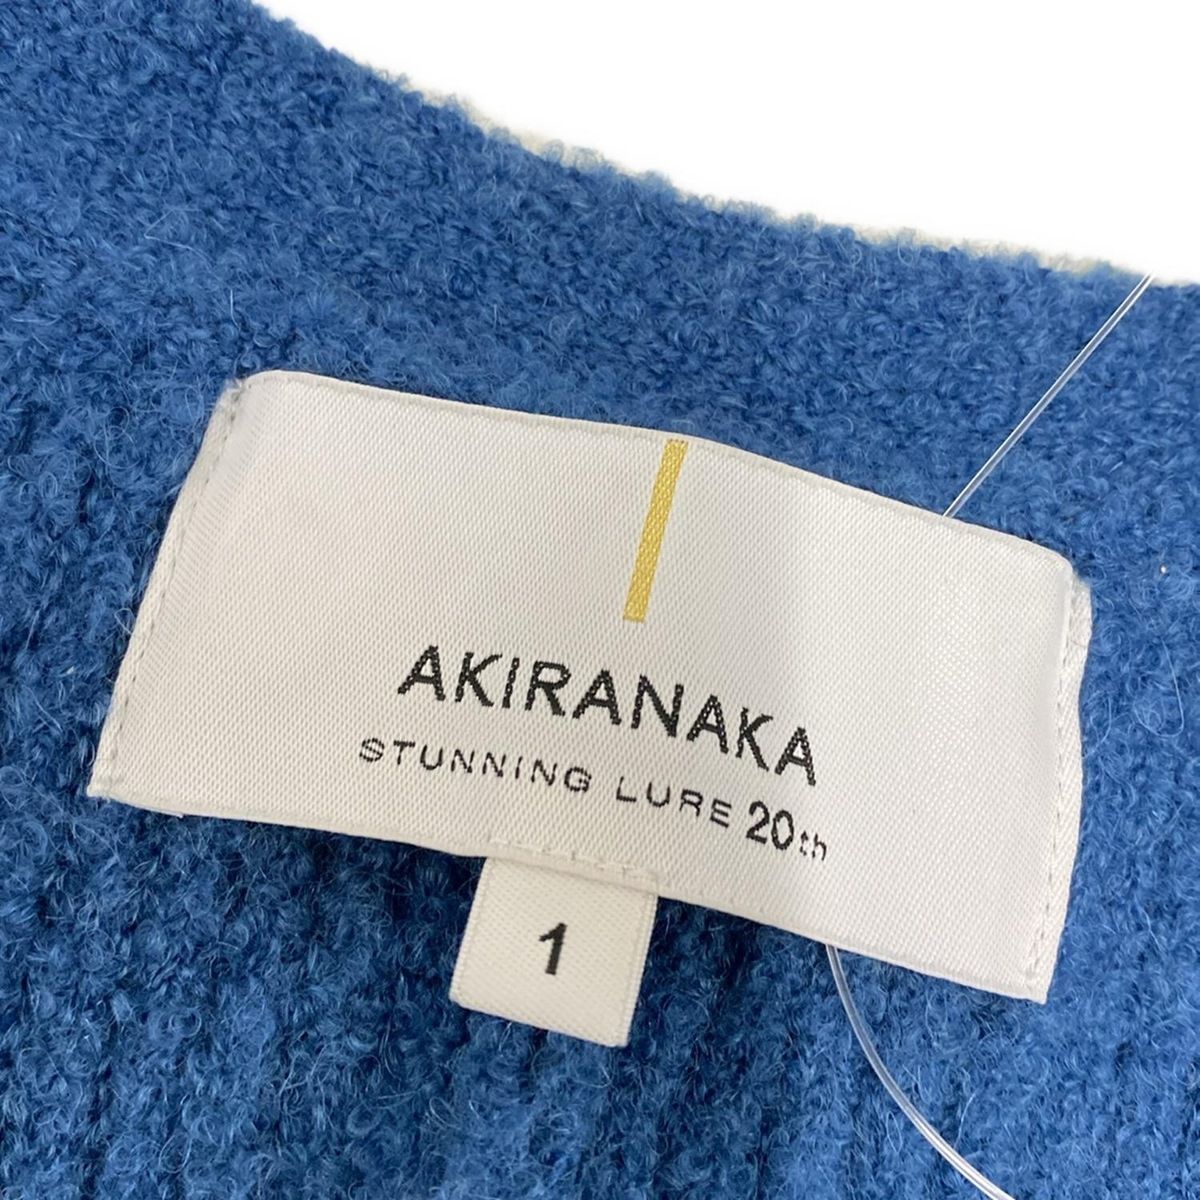 AKIRANAKA
STUNNING LURE 20th
1